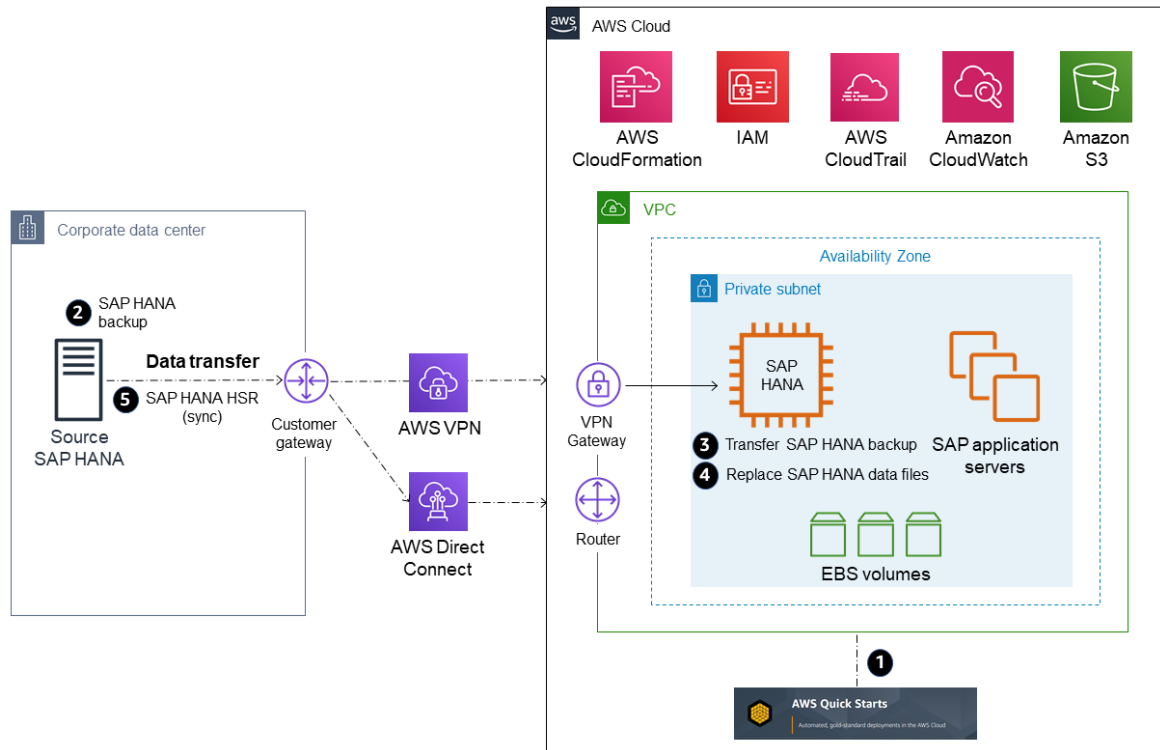 aws
AWS Cloud
AWS
CloudFormation
IAM
AWS
CloudTrail
Amazon
CloudWatch
Amazon
S3
VPC
Corporate data center
Availability Zone
Private subnet
2
SAP HANA
backup
Data transfer
5
SAP HANA HSR
(sync)
Source
SAP HANA
Customer
gateway
AWS VPN
AWS Direct
Connect
VPN
Gateway
Router
SAP
HANA
3 Transfer SAP HANA backup
4 Replace SAP HANA data files
SAP application
servers
EBS volumes
1
AWS Quick Starts
Automated, gold-standard deployments in the AWS Cloud